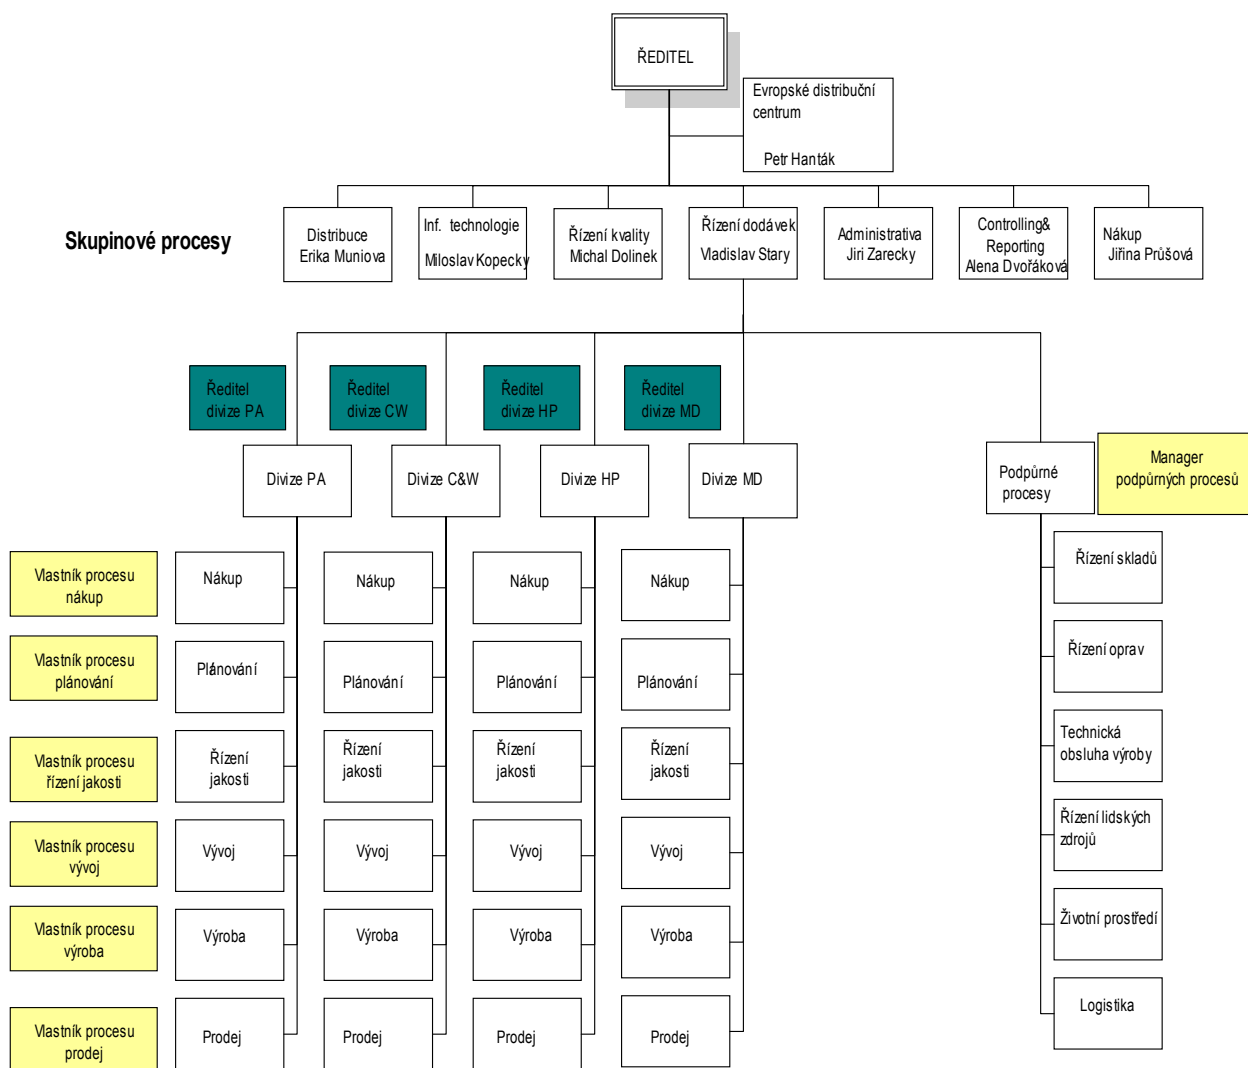 ŘEDITEL
Evropské distribuční
centrum
Petr Hanták
Skupinové procesy
Distribuce
Erika Muniova
Inf. technologie
Miloslav Kopecky
Řízení kvality
Michal Dolinek
Řízení dodávek
Vladislav Stary
Administrativa
Jiri Zarecky
Controlling&
Reporting
Alena Dvořáková
Nákup
Jiřina Průšová
Ředitel
divize PA
Ředitel
divize CW
Ředitel
divize HP
Ředitel
divize MD
Divize PA
Divize C&W
Divize HP
Divize MD
Podpůrné
procesy
Manager
podpůrných procesů
Vlastník procesu
nákup
Nákup
Nákup
Nákup
Nákup
Řízení skladů
Vlastník procesu
plánování
Plánování
Plánování
Plánování
Plánování
Řízení oprav
Vlastník procesu
řízení jakosti
Řízení
jakosti
Řízení
jakosti
Řízení
jakosti
Řízení
jakosti
Technická
obsluha výroby
Vlastník procesu
vývoj
Vývoj
Vývoj
Vývoj
Vývoj
Řízení lidských
zdrojů
Vlastník procesu
výroba
Výroba
Výroba
Výroba
Výroba
Životní prostředí
Vlastník procesu
prodej
Prodej
Prodej
Prodej
Prodej
Logistika